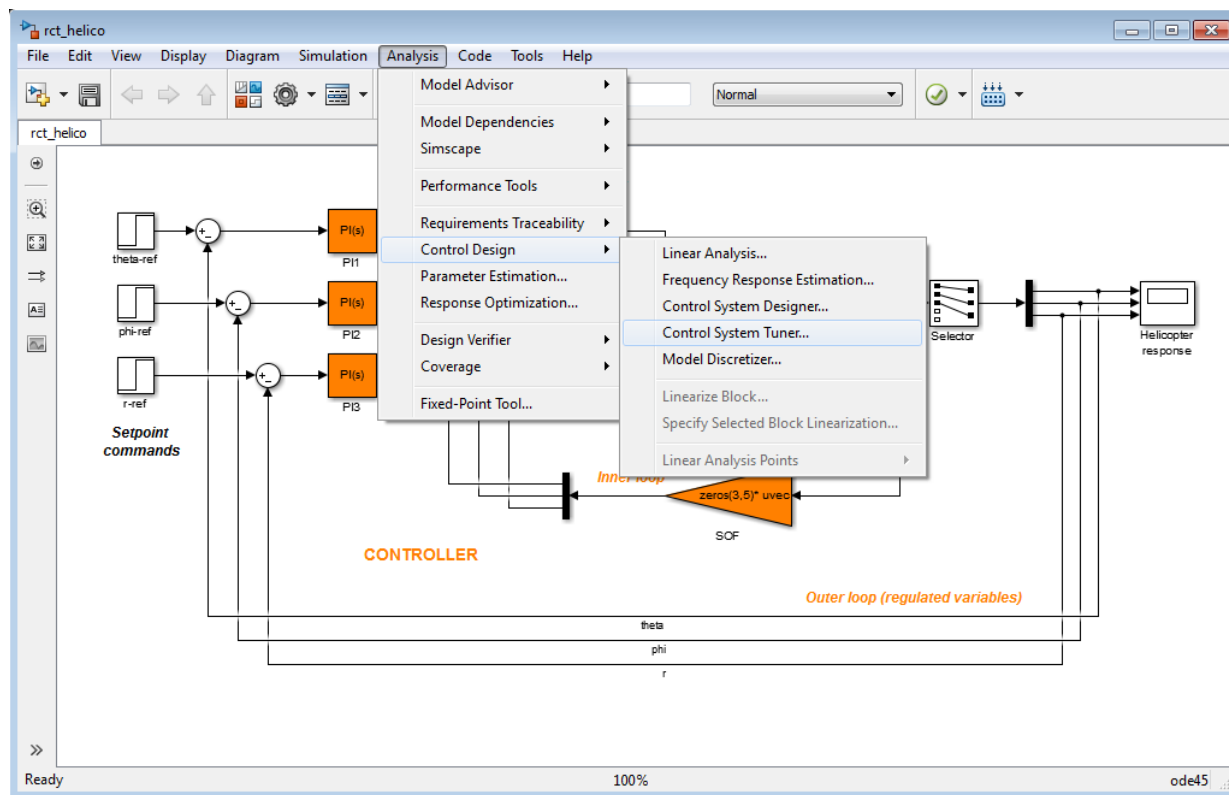 rct_helico
File Edit View Display Diagram Simulation Analysis Code Tools Help
Normal
rct_helico
Model Advisor
Model Dependencies
Simscape
Performance Tools
Requirements Traceability
Control Design
Parameter Estimation...
Response Optimization...
Design Verifier
Coverage
Fixed-Point Tool...
Linear Analysis...
Frequency Response Estimation...
Control System Designer...
Control System Tuner...
Model Discretizer...
Linearize Block...
Specify Selected Block Linearization...
Linear Analysis Points
theta-ref
PI(s)
PI1
phi-ref
PI(s)
PI2
r-ref
PI(s)
PI3
Setpoint
commands
Selector
Helicopter
response
Inner loop
zeros(3,5)* uvec
SOF
CONTROLLER
Outer loop (regulated variables)
theta
phi
r
Ready 100% ode45